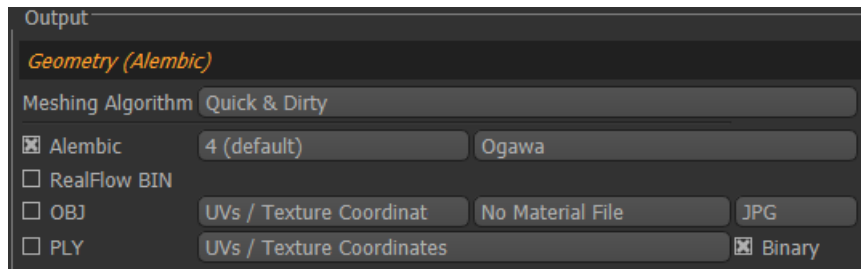 Output
Geometry (Alembic)
Meshing Algorithm Quick & Dirty
Alembic 4 (default) Ogawa
RealFlow BIN
OBJ UVs / Texture Coordinat No Material File JPG
PLY UVs / Texture Coordinates Binary